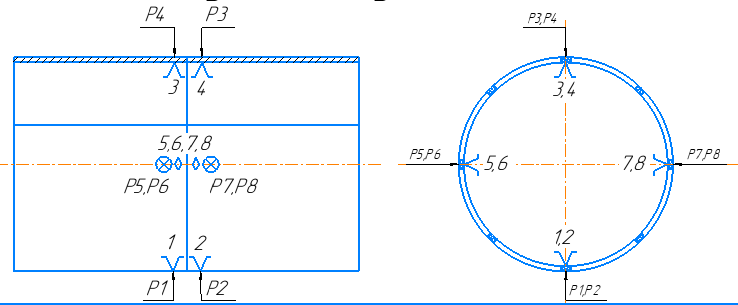 P4 P3
P3,P4
3 4
3,4
5,6,7,8
P5,P6
5,6
7,8
P7,P8
P5,P6 P7,P8
1 2
1,2
P1 P2
P1,P2